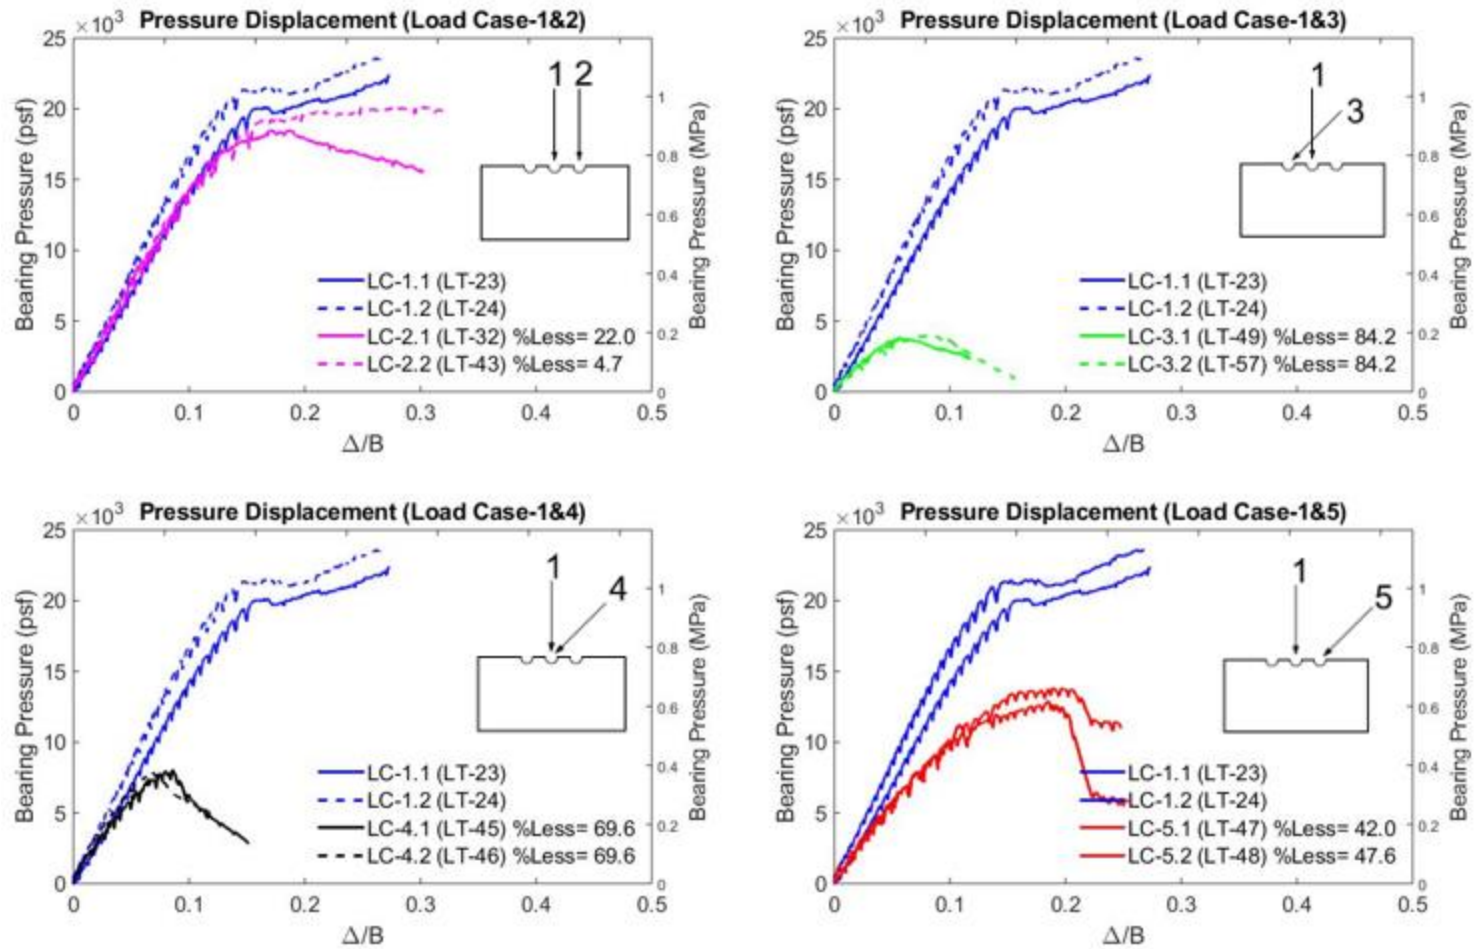 Pressure Displacement (Load Case-1&2)
×10³
25
20
15
10
5
0
Bearing Pressure (psf)
1
0.8
0.6
0.4
0.2
0
Bearing Pressure (MPa)
1 2
LC-1.1 (LT-23)
LC-1.2 (LT-24)
LC-2.1 (LT-32) %Less= 22.0
LC-2.2 (LT-43) %Less= 4.7
0 0.1 0.2 0.3 0.4 0.5
Δ/B
Pressure Displacement (Load Case-1&3)
×10³
25
20
15
10
5
0
Bearing Pressure (psf)
1
0.8
0.6
0.4
0.2
0
Bearing Pressure (MPa)
1
3
LC-1.1 (LT-23)
LC-1.2 (LT-24)
LC-3.1 (LT-49) %Less= 84.2
LC-3.2 (LT-57) %Less= 84.2
0 0.1 0.2 0.3 0.4 0.5
Δ/B
Pressure Displacement (Load Case-1&4)
×10³
25
20
15
10
5
0
Bearing Pressure (psf)
1
0.8
0.6
0.4
0.2
0
Bearing Pressure (MPa)
1
4
LC-1.1 (LT-23)
LC-1.2 (LT-24)
LC-4.1 (LT-45) %Less= 69.6
LC-4.2 (LT-46) %Less= 69.6
0 0.1 0.2 0.3 0.4 0.5
Δ/B
Pressure Displacement (Load Case-1&5)
×10³
25
20
15
10
5
0
Bearing Pressure (psf)
1
0.8
0.6
0.4
0.2
0
Bearing Pressure (MPa)
1
5
LC-1.1 (LT-23)
LC-1.2 (LT-24)
LC-5.1 (LT-47) %Less= 42.0
LC-5.2 (LT-48) %Less= 47.6
0 0.1 0.2 0.3 0.4 0.5
Δ/B